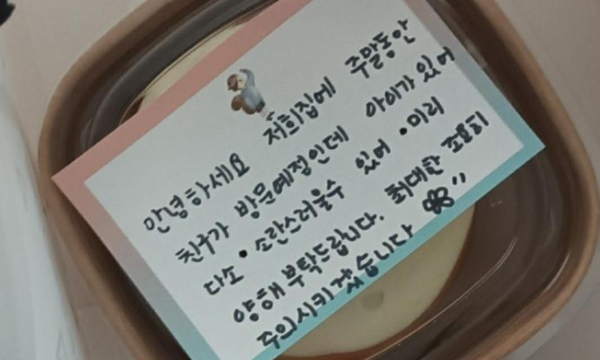 안녕하세요 저희집에 주말동안
친구가 방문예정인데 아이가 있어
다소 • 소란스러울수 있어 • 미리
양해 부탁드립니다. 최대한 조용히
주의시키겠습니다